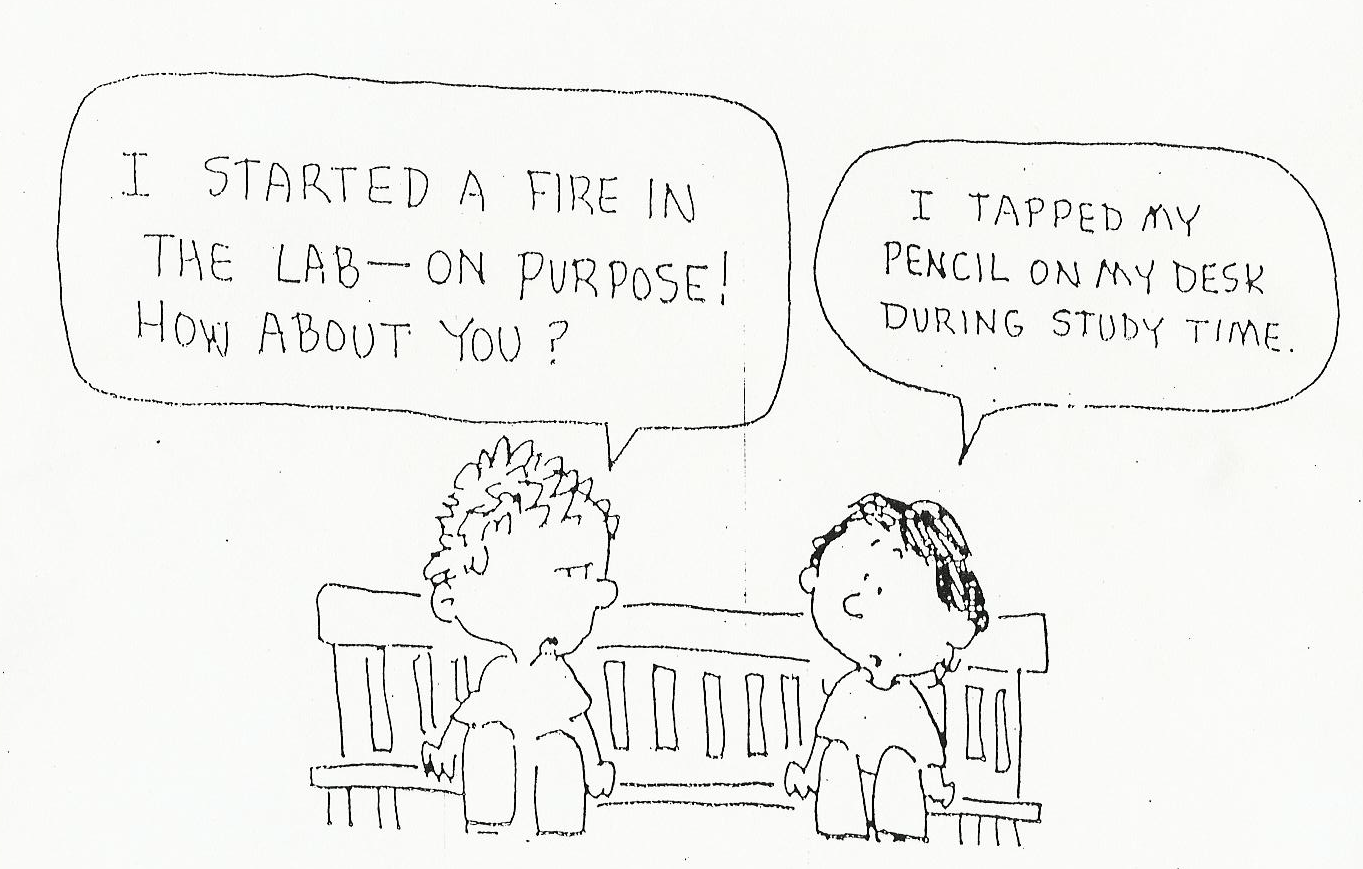 I STARTED A FIRE IN
THE LAB—ON PURPOSE!
HOW ABOUT YOU?
I TAPPED MY
PENCIL ON MY DESK
DURING STUDY TIME.